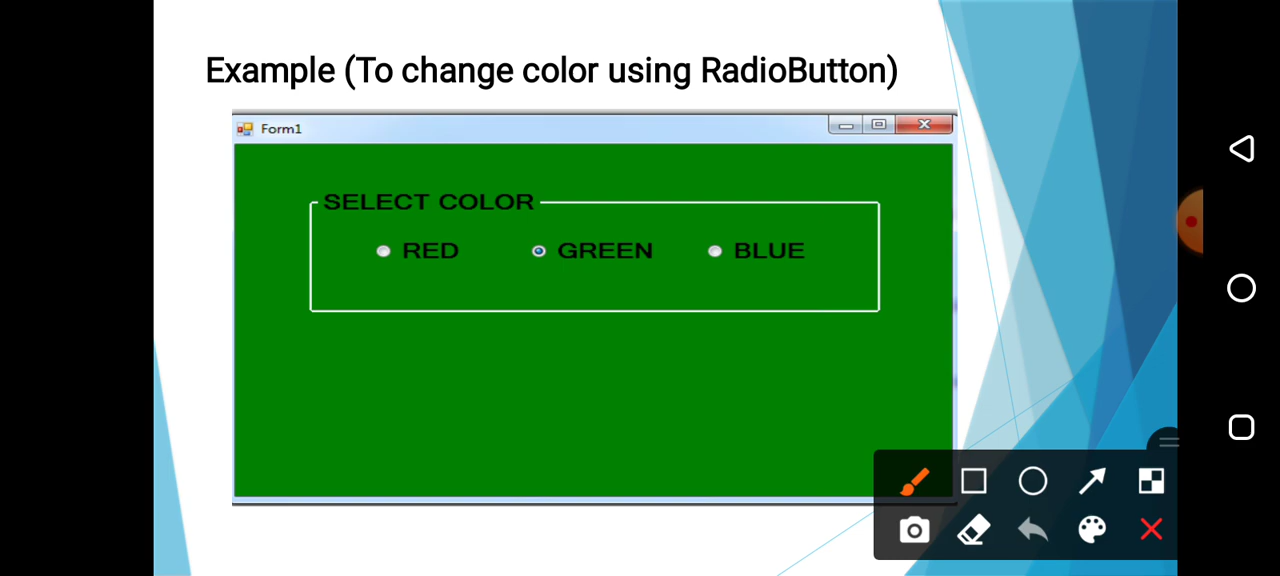 Example (To change color using RadioButton)
Form1
SELECT COLOR
RED GREEN BLUE